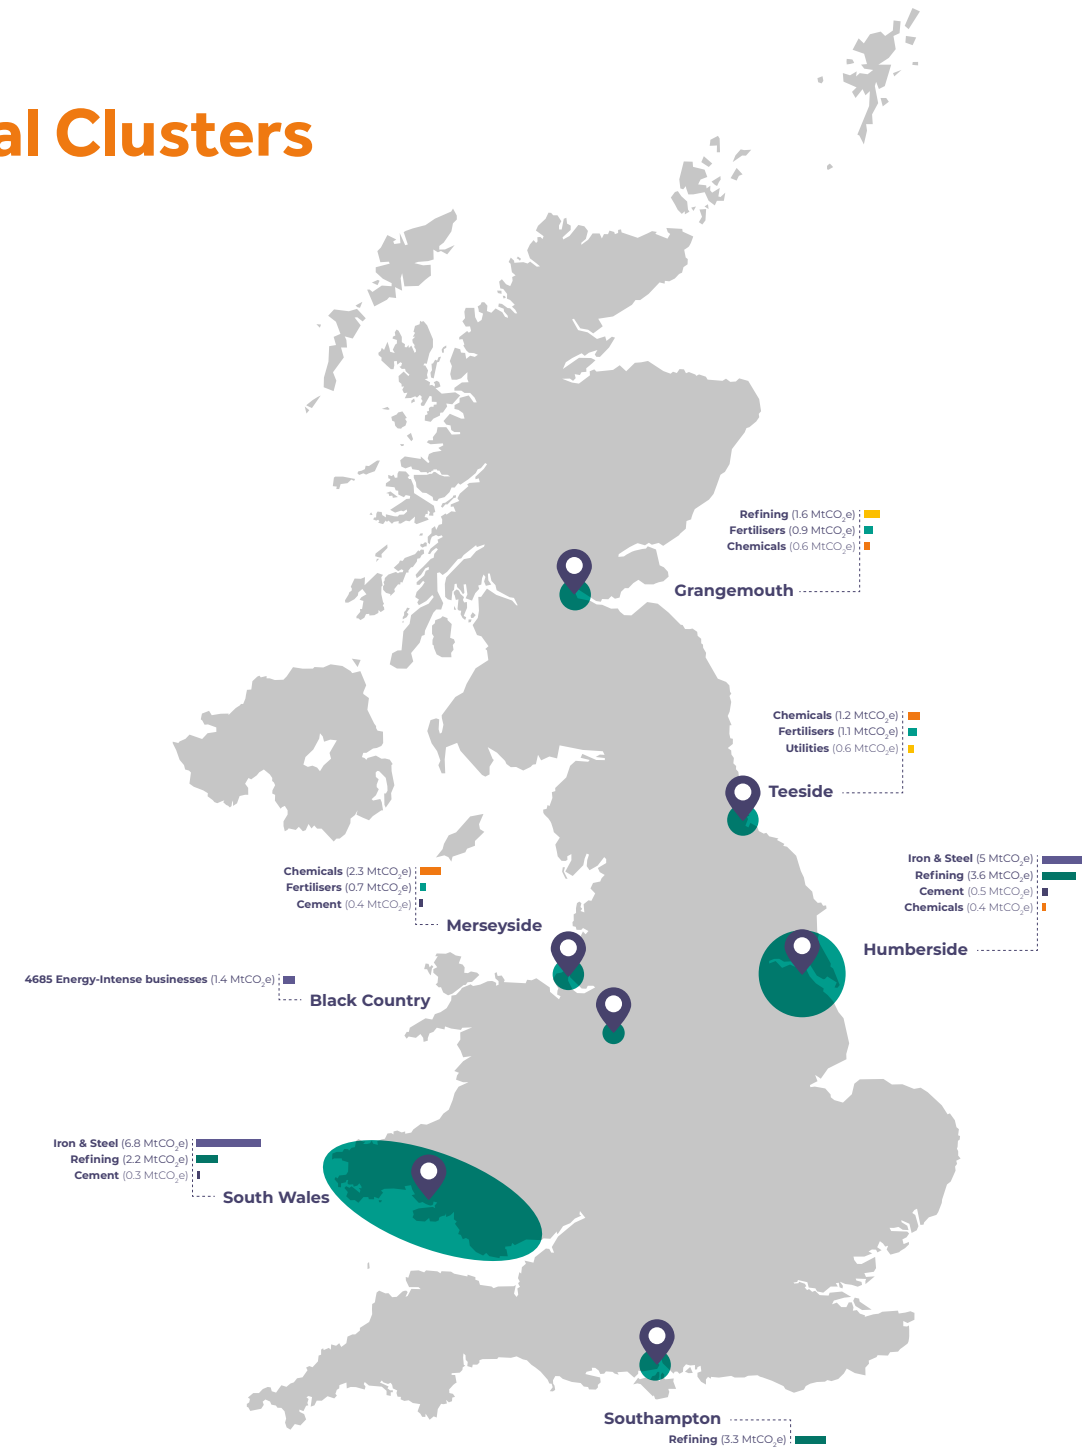 al Clusters
Refining (1.6 MtCO2e)
Fertilisers (0.9 MtCO2e)
Chemicals (0.6 MtCO2e)
Grangemouth
Chemicals (1.2 MtCO2e)
Fertilisers (1.1 MtCO2e)
Utilities (0.6 MtCO2e)
Teeside
Iron & Steel (5 MtCO2e)
Refining (3.6 MtCO2e)
Cement (0.5 MtCO2e)
Chemicals (0.4 MtCO2e)
Humberside
Chemicals (2.3 MtCO2e)
Fertilisers (0.7 MtCO2e)
Cement (0.4 MtCO2e)
Merseyside
4685 Energy-Intense businesses (1.4 MtCO2e)
Black Country
Iron & Steel (6.8 MtCO2e)
Refining (2.2 MtCO2e)
Cement (0.3 MtCO2e)
South Wales
Southampton
Refining (3.3 MtCO2e)